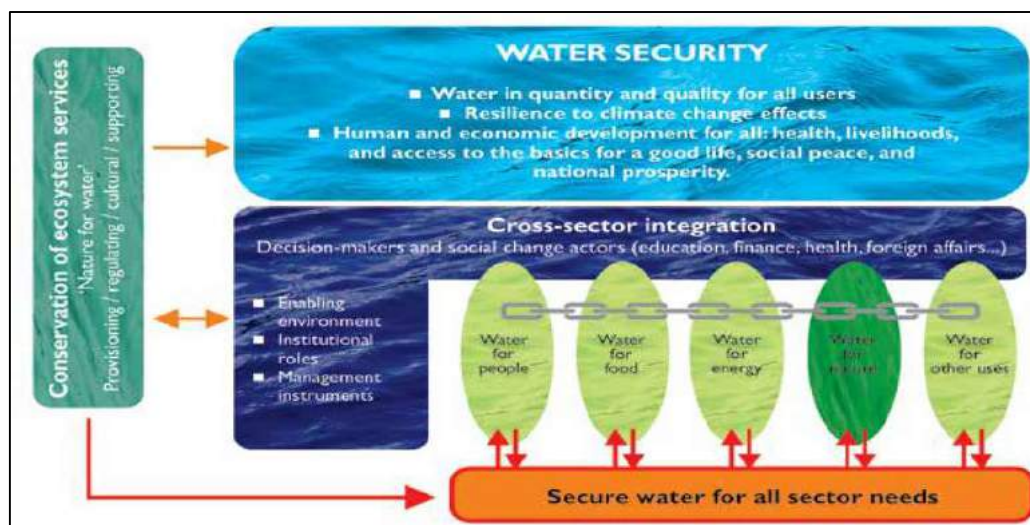 Conservation of ecosystem services
'Nature for water'
Provisioning / regulating / cultural / supporting
WATER SECURITY
■ Water in quantity and quality for all users
■ Resilience to climate change effects
■ Human and economic development for all: health, livelihoods,
and access to the basics for a good life, social peace, and
national prosperity.
Cross-sector integration
Decision-makers and social change actors (education, finance, health, foreign affairs...)
■ Enabling
environment
■ Institutional
roles
■ Management
instruments
Water
for
people
Water
for
food
Water
for
energy
Water
for
nature
Water
for
other uses
Secure water for all sector needs